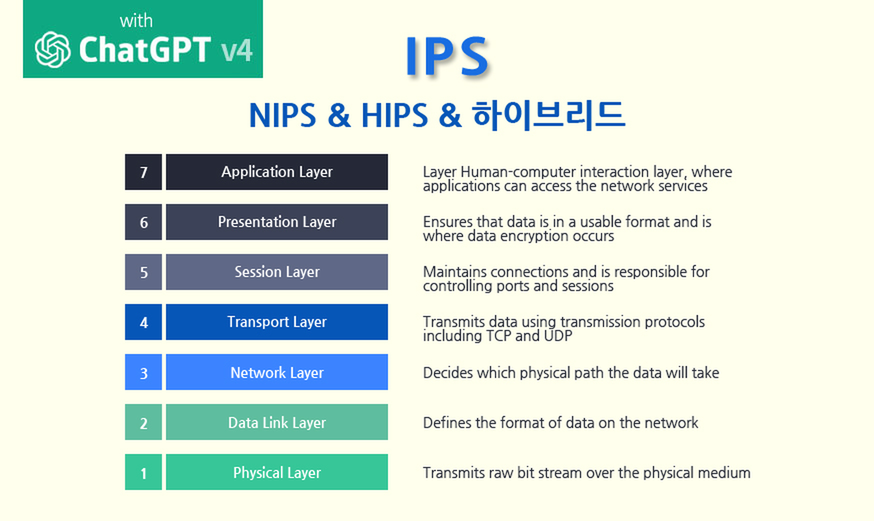 with
ChatGPT v4
IPS
NIPS & HIPS & 하이브리드
7 Application Layer
Layer Human-computer interaction layer, where
applications can access the network services
6 Presentation Layer
Ensures that data is in a usable format and is
where data encryption occurs
5 Session Layer
Maintains connections and is responsible for
controlling ports and sessions
4 Transport Layer
Transmits data using transmission protocols
including TCP and UDP
3 Network Layer
Decides which physical path the data will take
2 Data Link Layer
Defines the format of data on the network
1 Physical Layer
Transmits raw bit stream over the physical medium